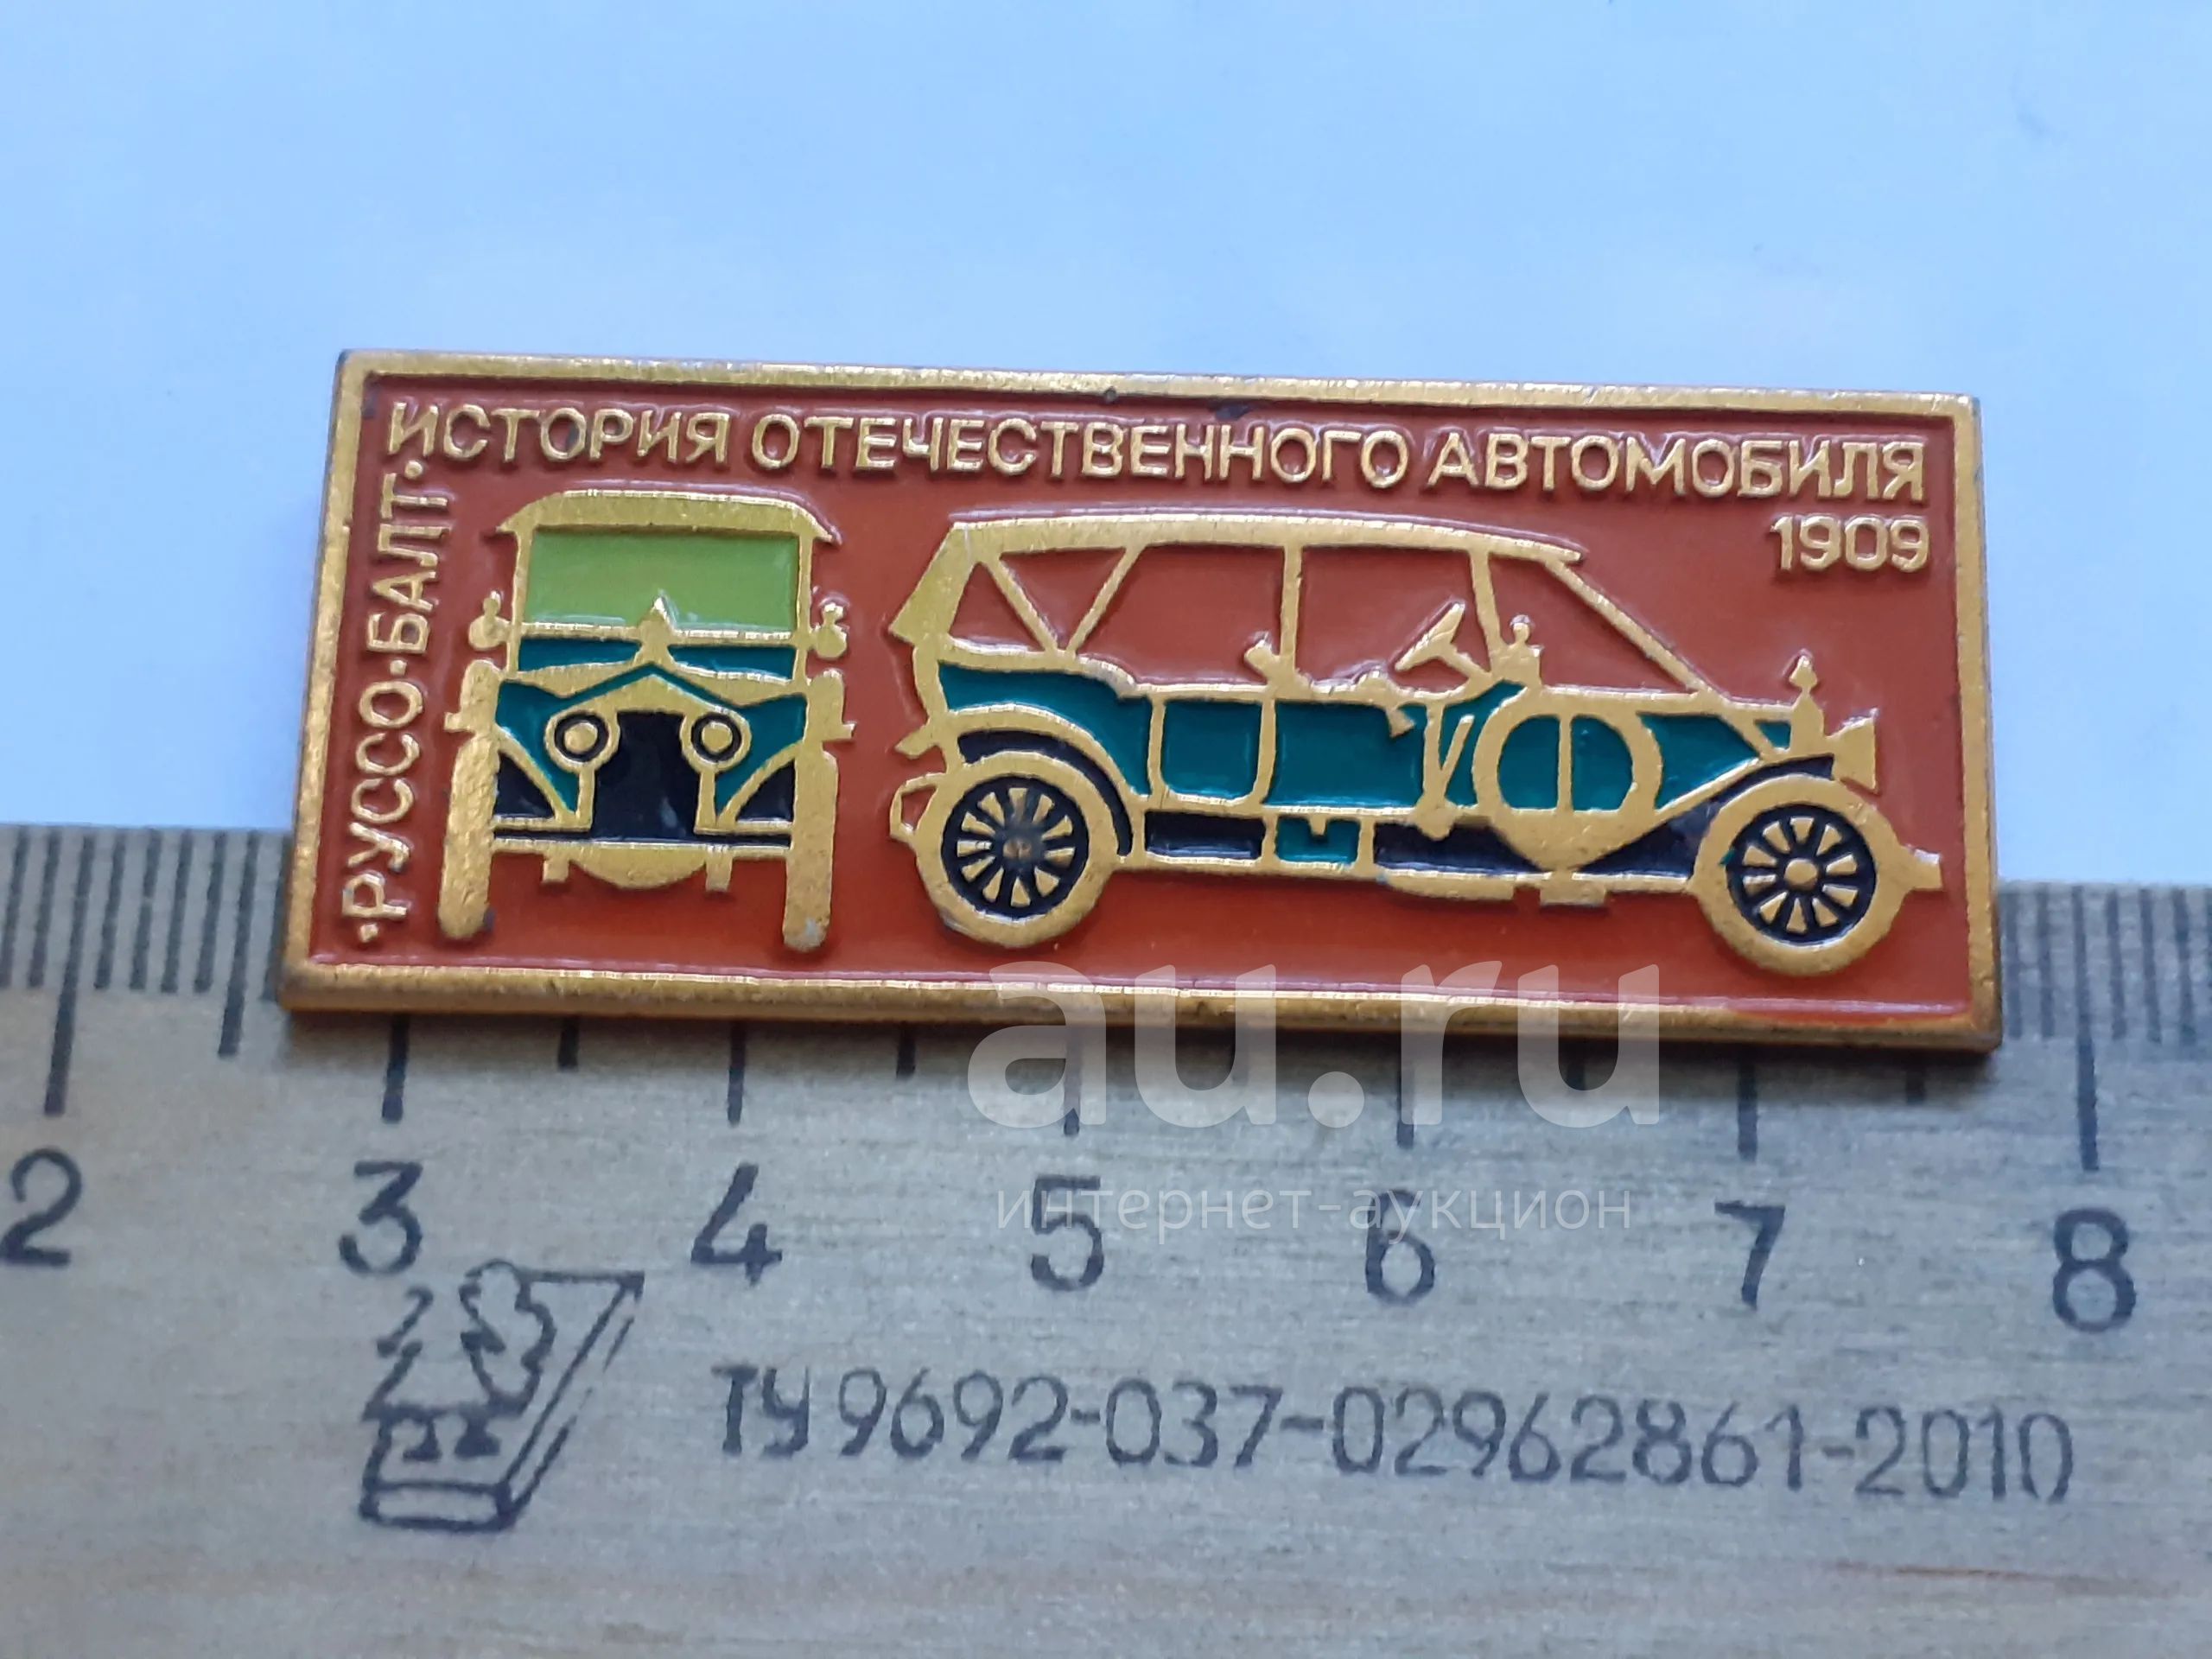 ИСТОРИЯ ОТЕЧЕСТВЕННОГО АВТОМОБИЛЯ
1909
·РУССО·БАЛТ·
au.ru
интернет-аукцион
2 3 4 5 6 7 8
ТУ 9692-037-02962861-2010